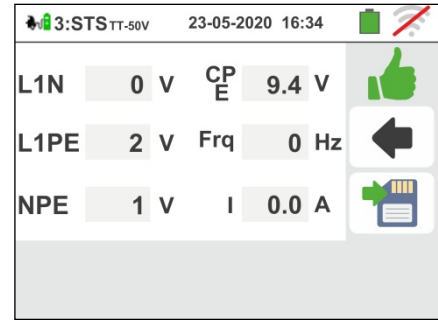 3:STS TT-50V 23-05-2020 16:34
L1N 0 V CPE 9.4 V
L1PE 2 V Frq 0 Hz
NPE 1 V I 0.0 A